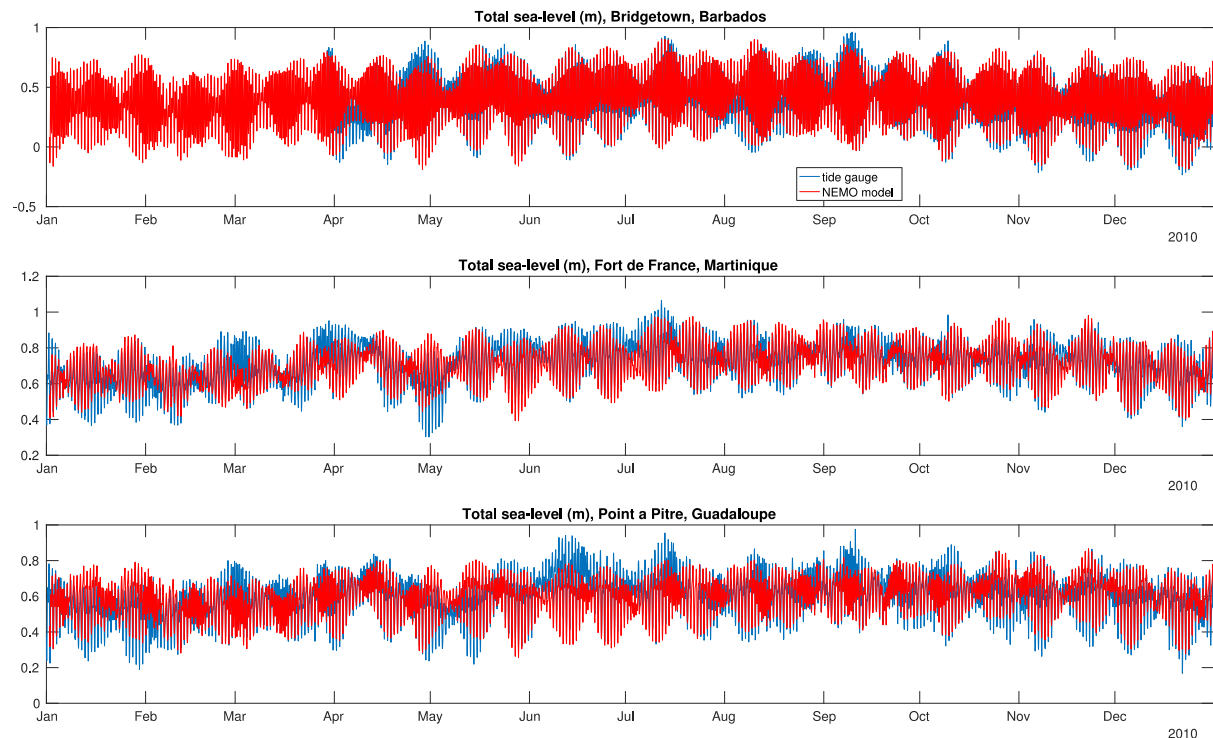 Total sea-level (m), Bridgetown, Barbados
1
0.5
0
-0.5
tide gauge
NEMO model
Jan Feb Mar Apr May Jun Jul Aug Sep Oct Nov Dec
2010
Total sea-level (m), Fort de France, Martinique
1.2
1
0.8
0.6
0.4
0.2
Jan Feb Mar Apr May Jun Jul Aug Sep Oct Nov Dec
2010
Total sea-level (m), Point a Pitre, Guadaloupe
1
0.8
0.6
0.4
0.2
0
Jan Feb Mar Apr May Jun Jul Aug Sep Oct Nov Dec
2010